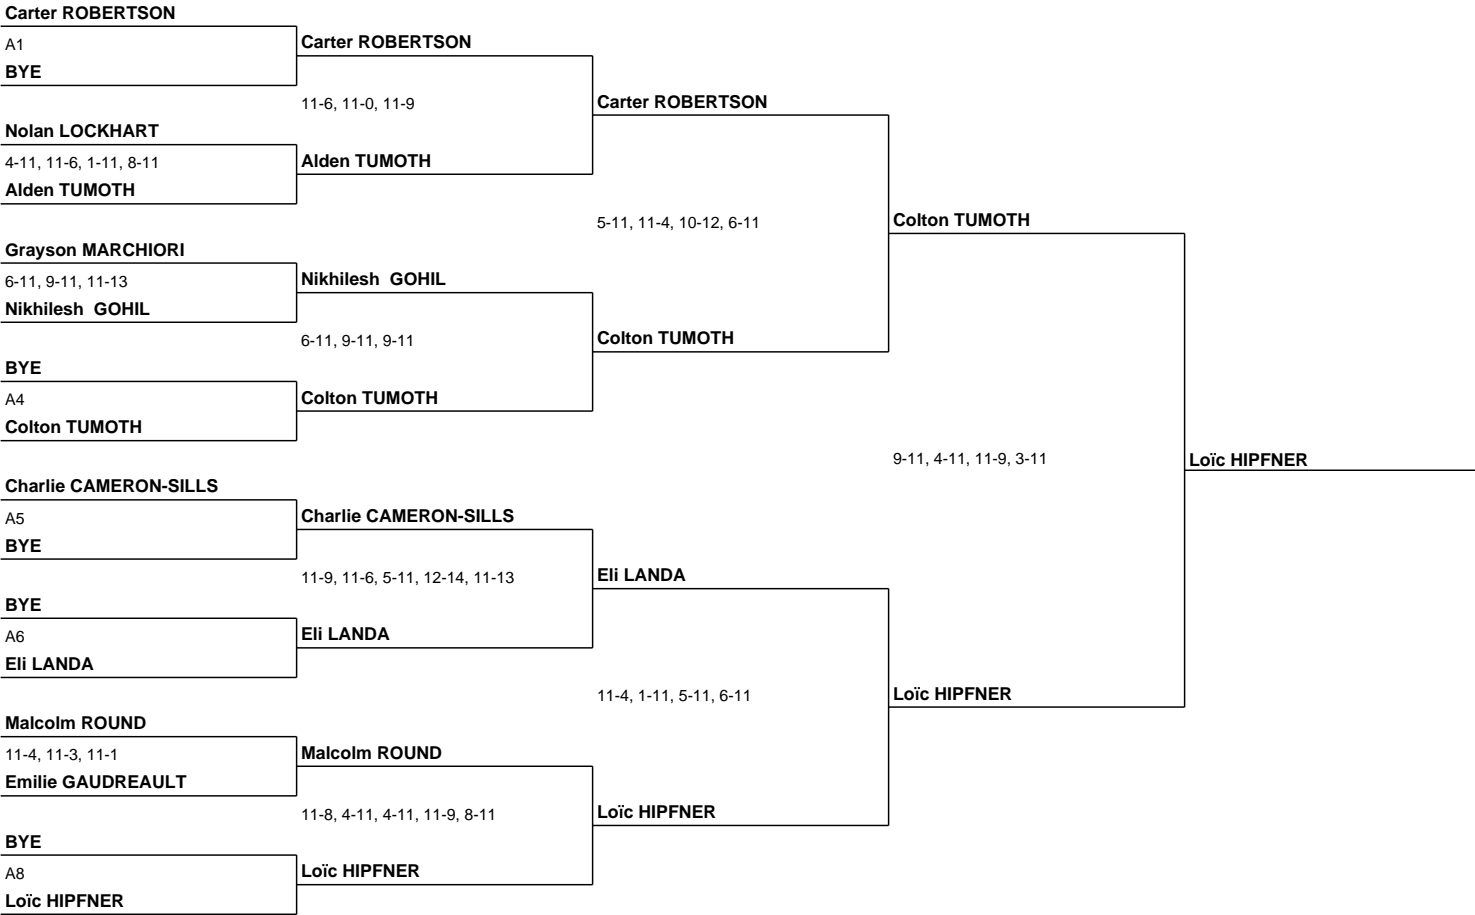 Carter ROBERTSON
A1
BYE
Nolan LOCKHART
4-11, 11-6, 1-11, 8-11
Alden TUMOTH
Grayson MARCHIORI
6-11, 9-11, 11-13
Nikhilesh  GOHIL
BYE
A4
Colton TUMOTH
Charlie CAMERON-SILLS
A5
BYE
BYE
A6
Eli LANDA
Malcolm ROUND
11-4, 11-3, 11-1
Emilie GAUDREAULT
BYE
A8
Loïc HIPFNER
Carter ROBERTSON
11-6, 11-0, 11-9
Alden TUMOTH
Nikhilesh  GOHIL
6-11, 9-11, 9-11
Colton TUMOTH
Charlie CAMERON-SILLS
11-9, 11-6, 5-11, 12-14, 11-13
Eli LANDA
Malcolm ROUND
11-8, 4-11, 4-11, 11-9, 8-11
Loïc HIPFNER
Carter ROBERTSON
5-11, 11-4, 10-12, 6-11
Colton TUMOTH
Eli LANDA
11-4, 1-11, 5-11, 6-11
Loïc HIPFNER
Colton TUMOTH
9-11, 4-11, 11-9, 3-11
Loïc HIPFNER
Loïc HIPFNER